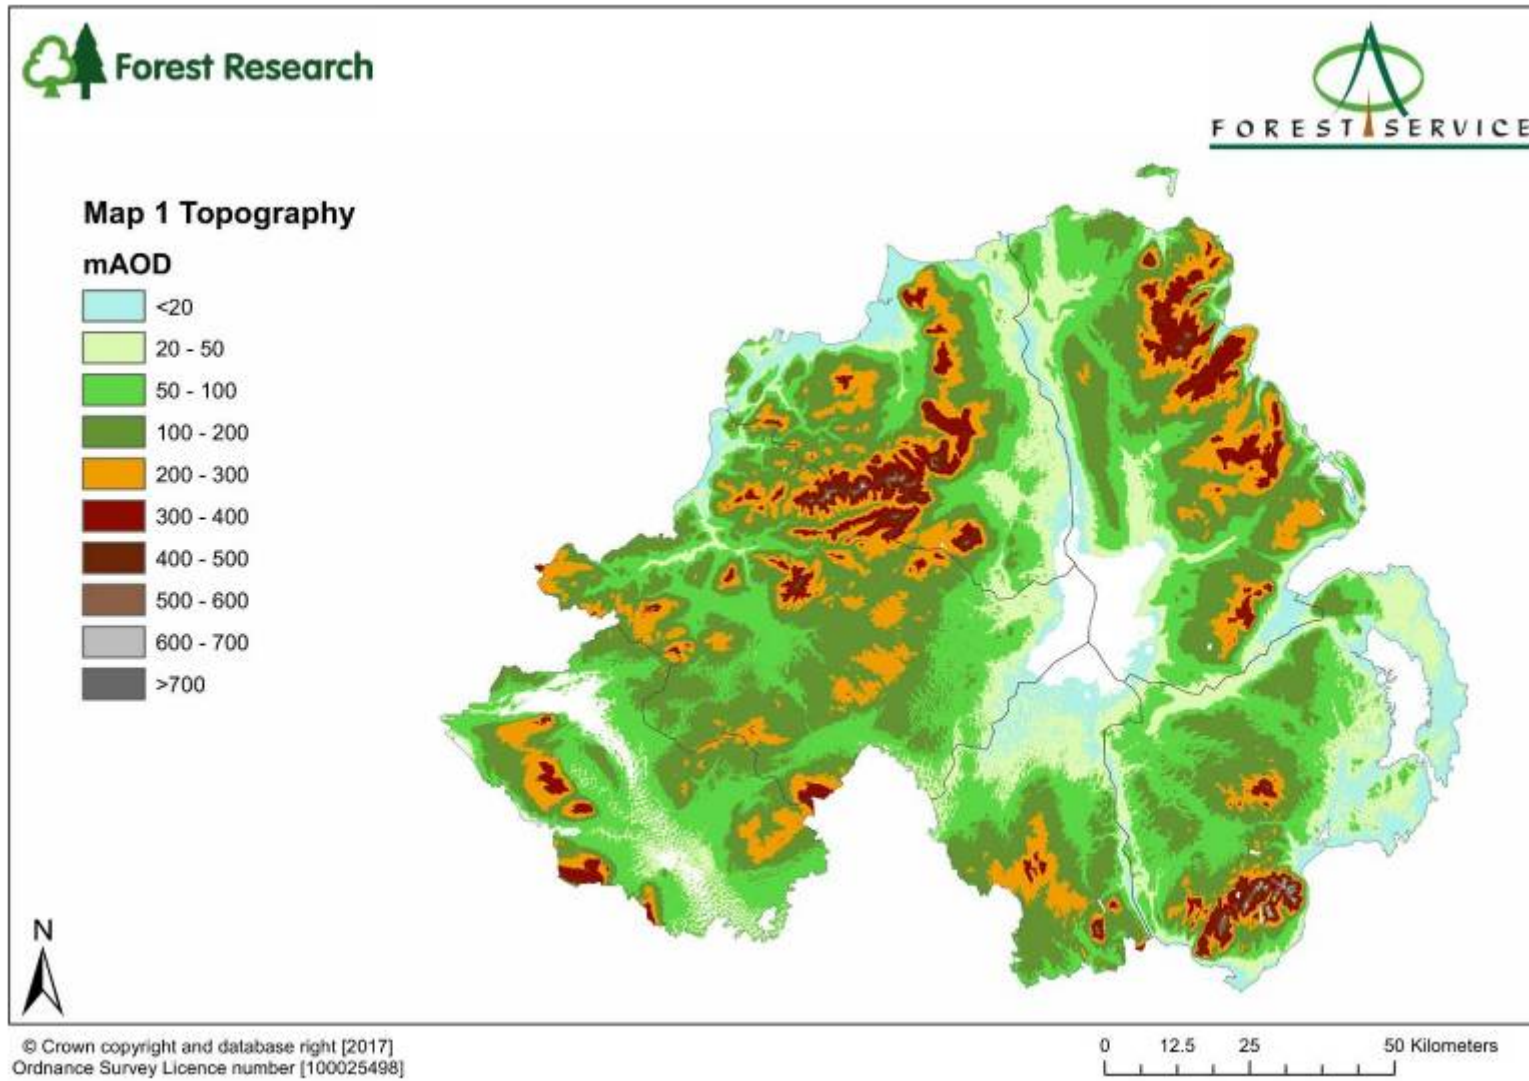 Forest Research
FOREST SERVICE
Map 1 Topography
mAOD
<20
20 - 50
50 - 100
100 - 200
200 - 300
300 - 400
400 - 500
500 - 600
600 - 700
>700
N
© Crown copyright and database right [2017]
Ordnance Survey Licence number [100025498]
0 12.5 25 50 Kilometers